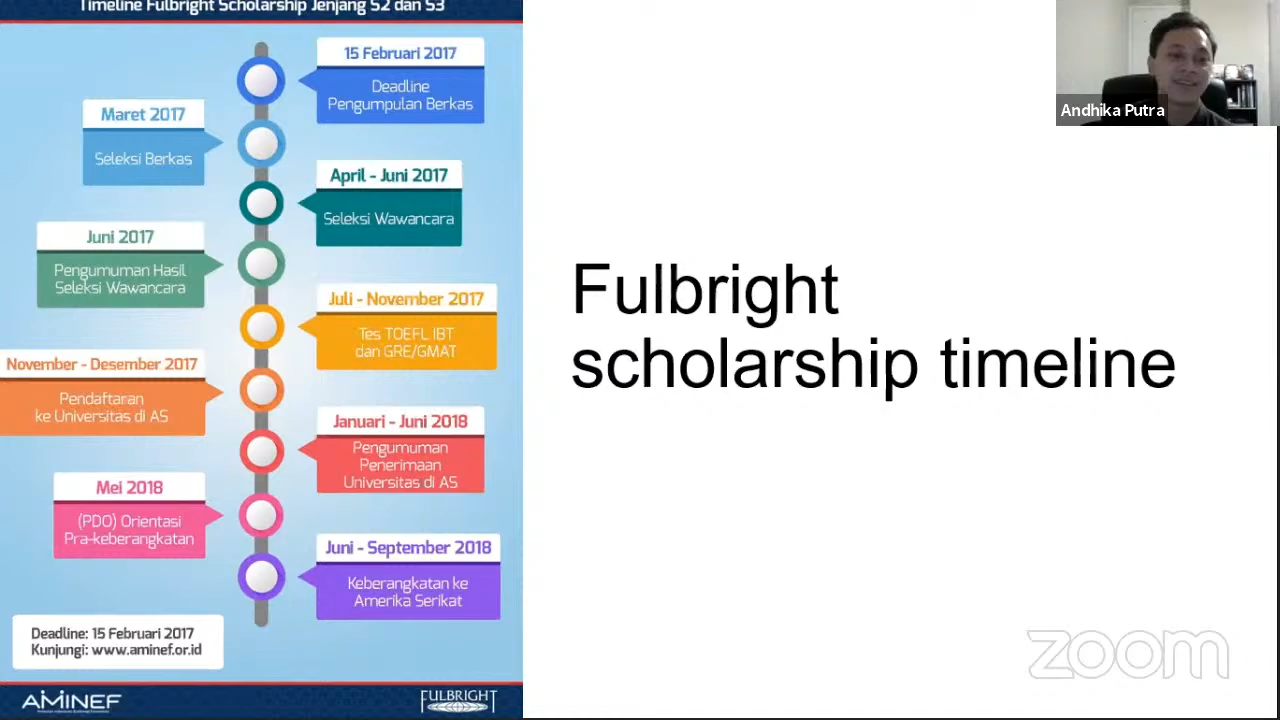 Timeline Fulbright Scholarship Jenjang S2 dan S3
15 Februari 2017
Deadline
Pengumpulan Berkas
Maret 2017
Seleksi Berkas
April - Juni 2017
Seleksi Wawancara
Juni 2017
Pengumuman Hasil
Seleksi Wawancara
Juli - November 2017
Tes TOEFL IBT
dan GRE/GMAT
November - Desember 2017
Pendaftaran
ke Universitas di AS
Januari - Juni 2018
Pengumuman
Penerimaan
Universitas di AS
Mei 2018
(PDO) Orientasi
Pra-keberangkatan
Juni - September 2018
Keberangkatan ke
Amerika Serikat
Deadline: 15 Februari 2017
Kunjungi: www.aminef.or.id
AMINEF
FULBRIGHT
Fulbright
scholarship timeline
Andhika Putra
zoom